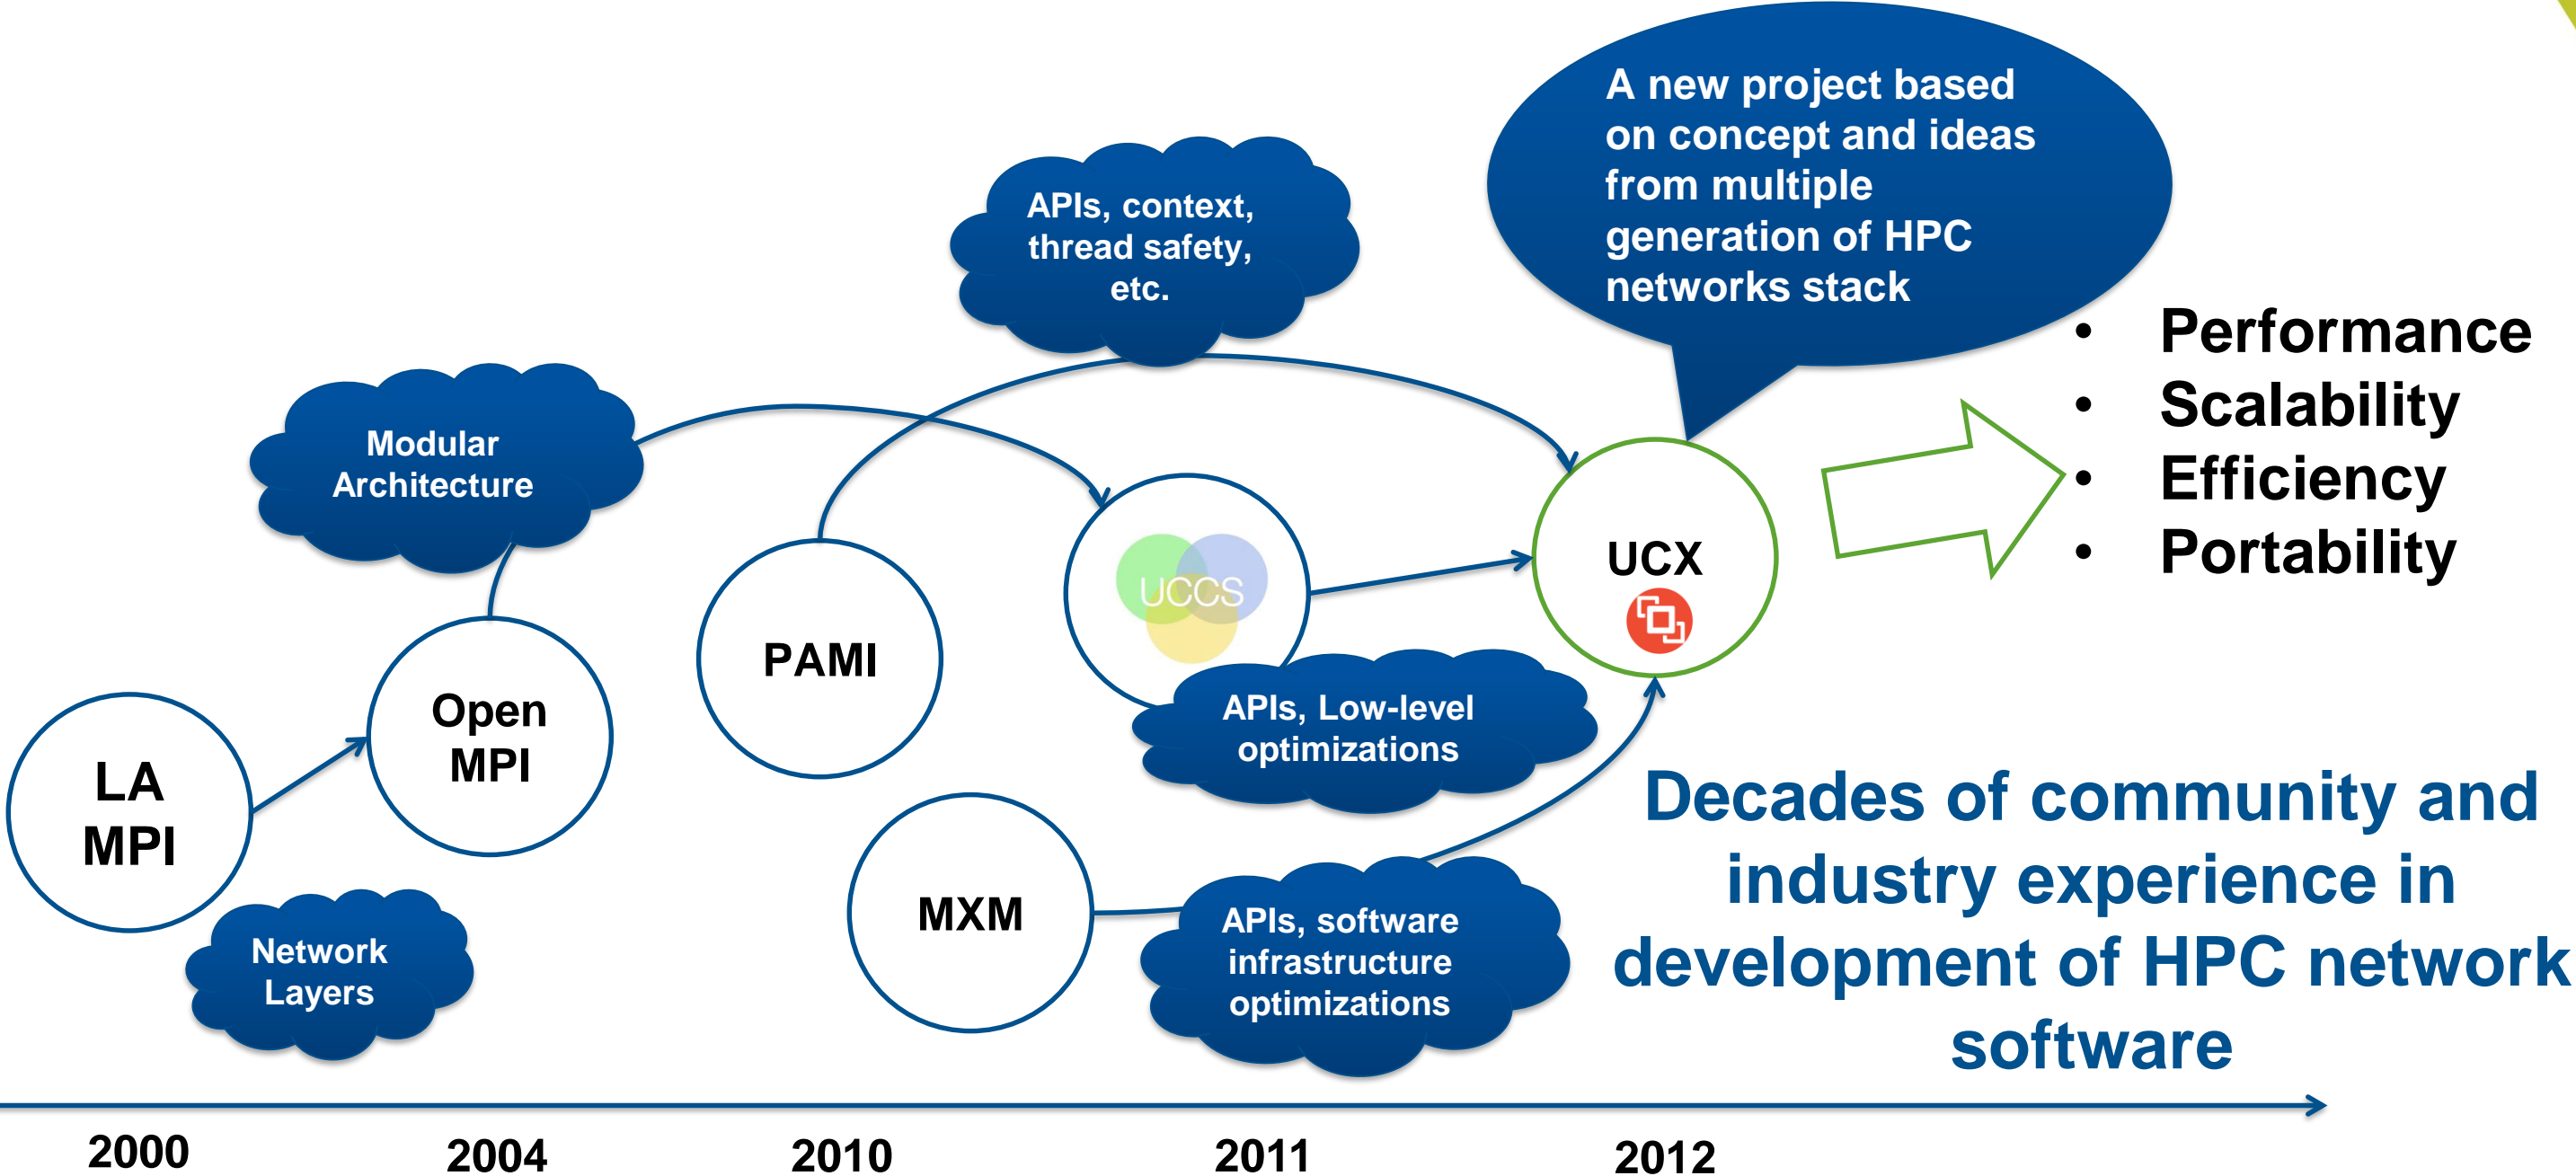 A new project based
on concept and ideas
from multiple
generation of HPC
networks stack
APIs, context,
thread safety,
etc.
• Performance
• Scalability
• Efficiency
• Portability
Modular
Architecture
UCCS
UCX
PAMI
Open
MPI
APIs, Low-level
optimizations
LA
MPI
Decades of community and
industry experience in
development of HPC network
software
MXM
APIs, software
infrastructure
optimizations
Network
Layers
2000
2004
2010
2011
2012